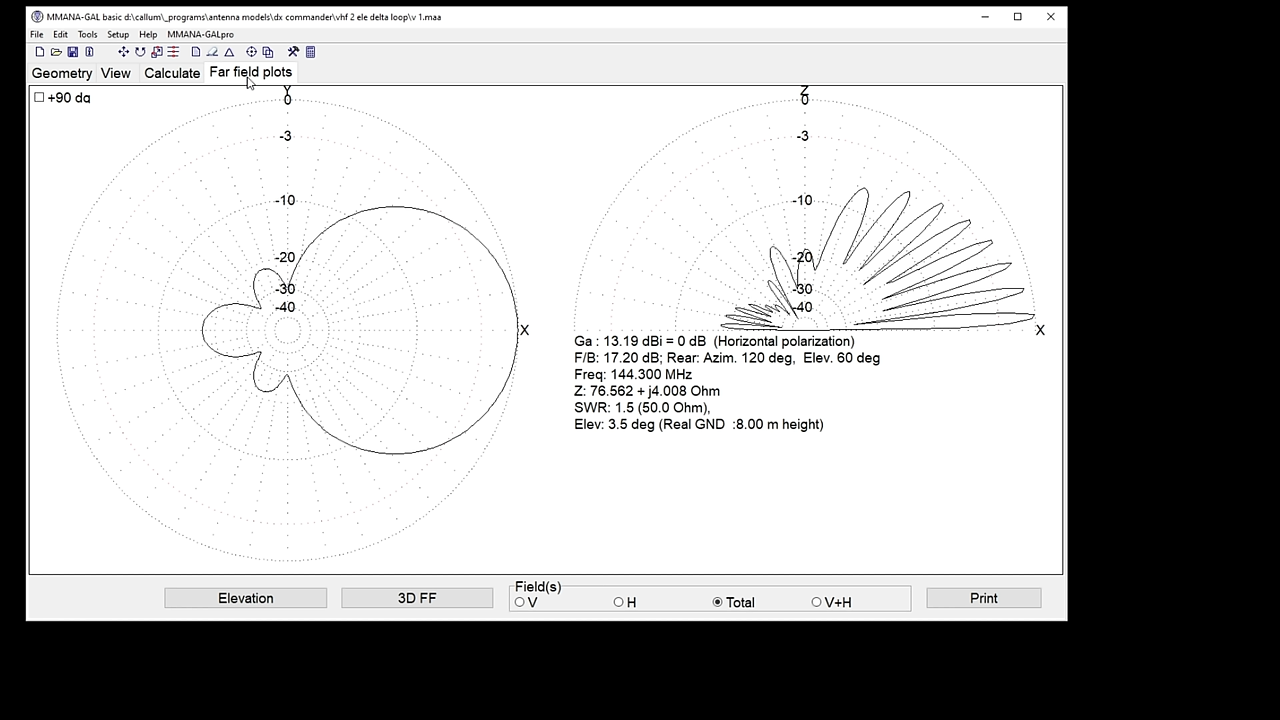 MMANA-GAL basic d:\callum\_programs\antenna models\dx commander\vhf 2 ele delta loop\v 1.maa
File Edit Tools Setup Help MMANA-GALpro
Geometry View Calculate Far field plots
+90 dg
Y
0
-3
-10
-20
-30
-40
X
Z
0
-3
-10
-20
-30
-40
X
Ga : 13.19 dBi = 0 dB (Horizontal polarization)
F/B: 17.20 dB; Rear: Azim. 120 deg, Elev. 60 deg
Freq: 144.300 MHz
Z: 76.562 + j4.008 Ohm
SWR: 1.5 (50.0 Ohm),
Elev: 3.5 deg (Real GND :8.00 m height)
Elevation 3D FF
Field(s)
V H Total V+H
Print